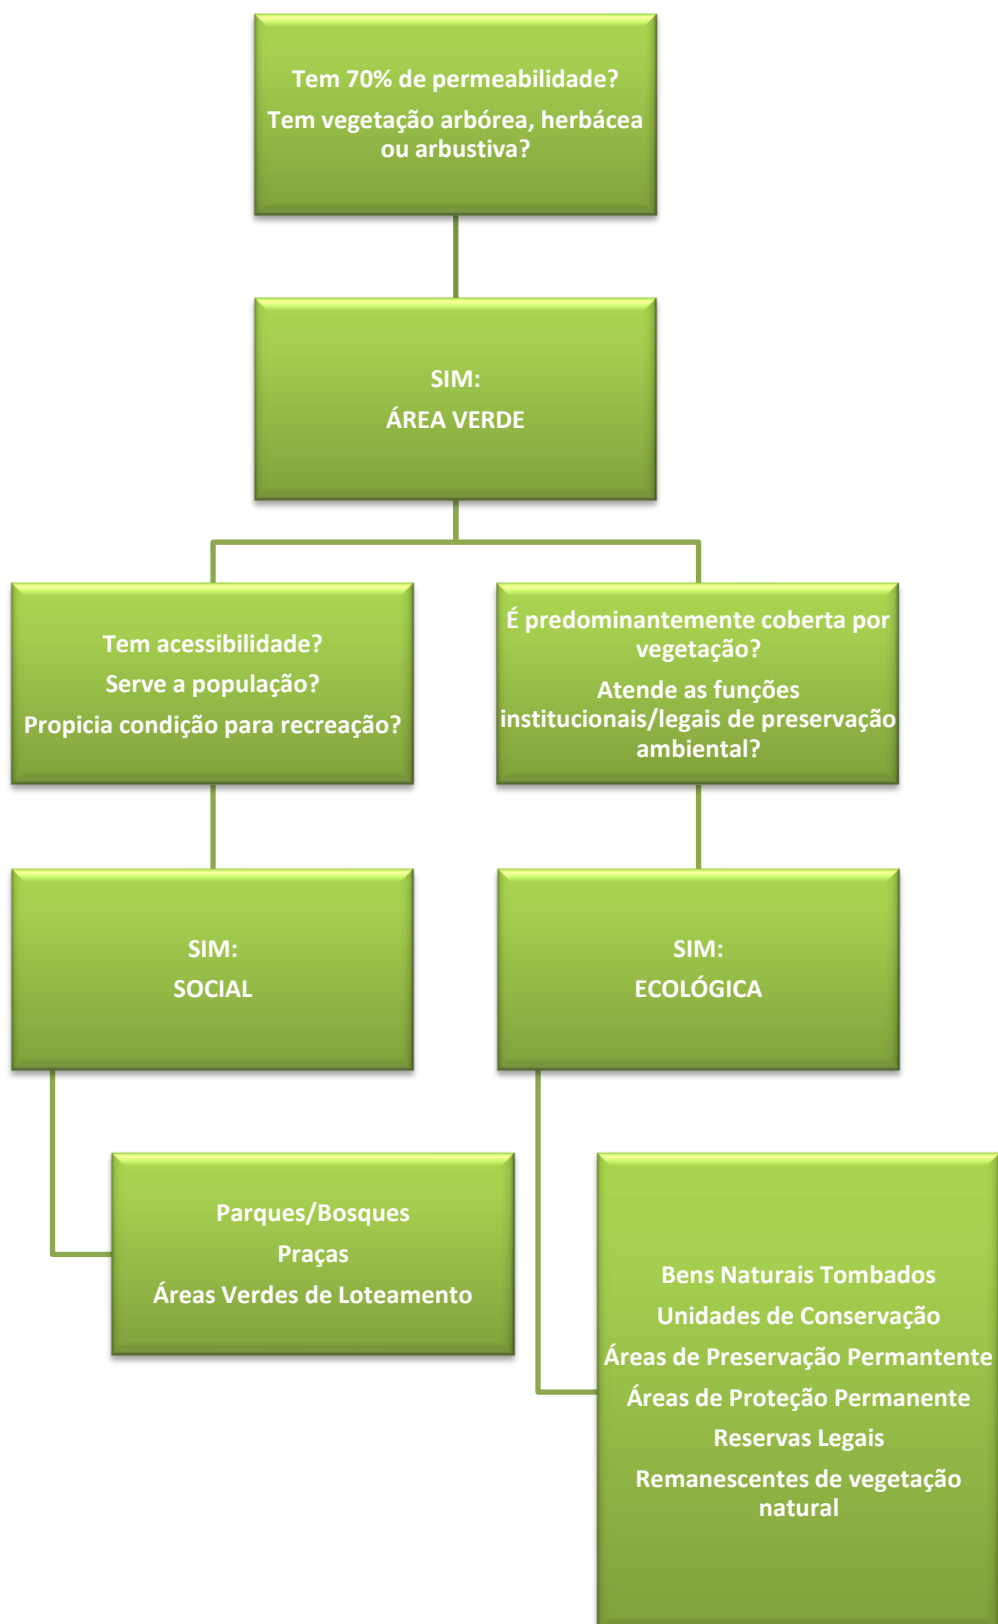 Tem 70% de permeabilidade?
Tem vegetação arbórea, herbácea
ou arbustiva?
SIM:
ÁREA VERDE
Tem acessibilidade?
Serve a população?
Propicia condição para recreação?
É predominantemente coberta por
vegetação?
Atende as funções
institucionais/legais de preservação
ambiental?
SIM:
SOCIAL
SIM:
ECOLÓGICA
Parques/Bosques
Praças
Áreas Verdes de Loteamento
Bens Naturais Tombados
Unidades de Conservação
Áreas de Preservação Permantente
Áreas de Proteção Permanente
Reservas Legais
Remanescentes de vegetação
natural